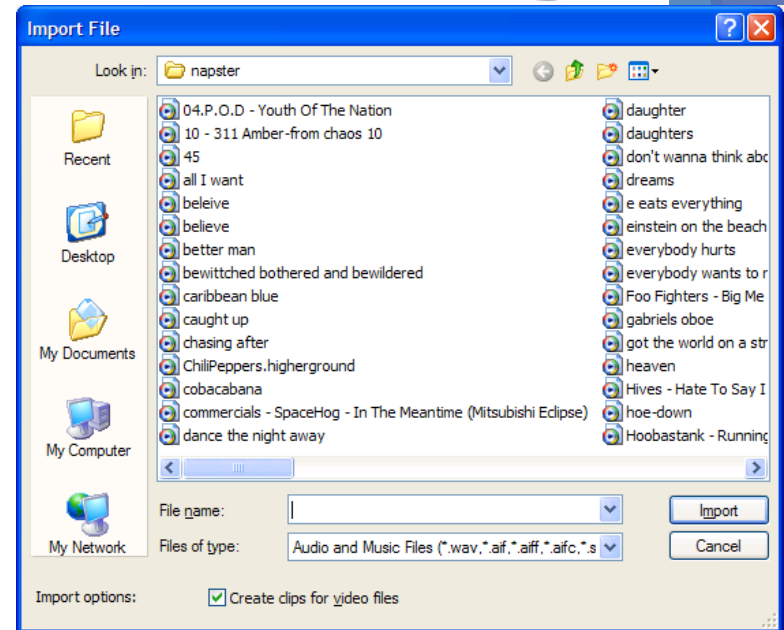 Import File
Look in:
napster
Recent
Desktop
My Documents
My Computer
My Network
04.P.O.D - Youth Of The Nation
10 - 311 Amber-from chaos 10
45
all I want
beleive
believe
better man
bewittched bothered and bewildered
caribbean blue
caught up
chasing after
ChiliPeppers.higherground
cobacabana
commercials - SpaceHog - In The Meantime (Mitsubishi Eclipse)
dance the night away
daughter
daughters
don't wanna think abc
dreams
e eats everything
einstein on the beach
everybody hurts
everybody wants to r
Foo Fighters - Big Me
gabriels oboe
got the world on a str
heaven
Hives - Hate To Say I
hoe-down
Hoobastank - Running
File name:
Import
Files of type:
Audio and Music Files (*.wav,*.aif,*.aiff,*.aifc,*.s
Cancel
Import options:
Create clips for video files